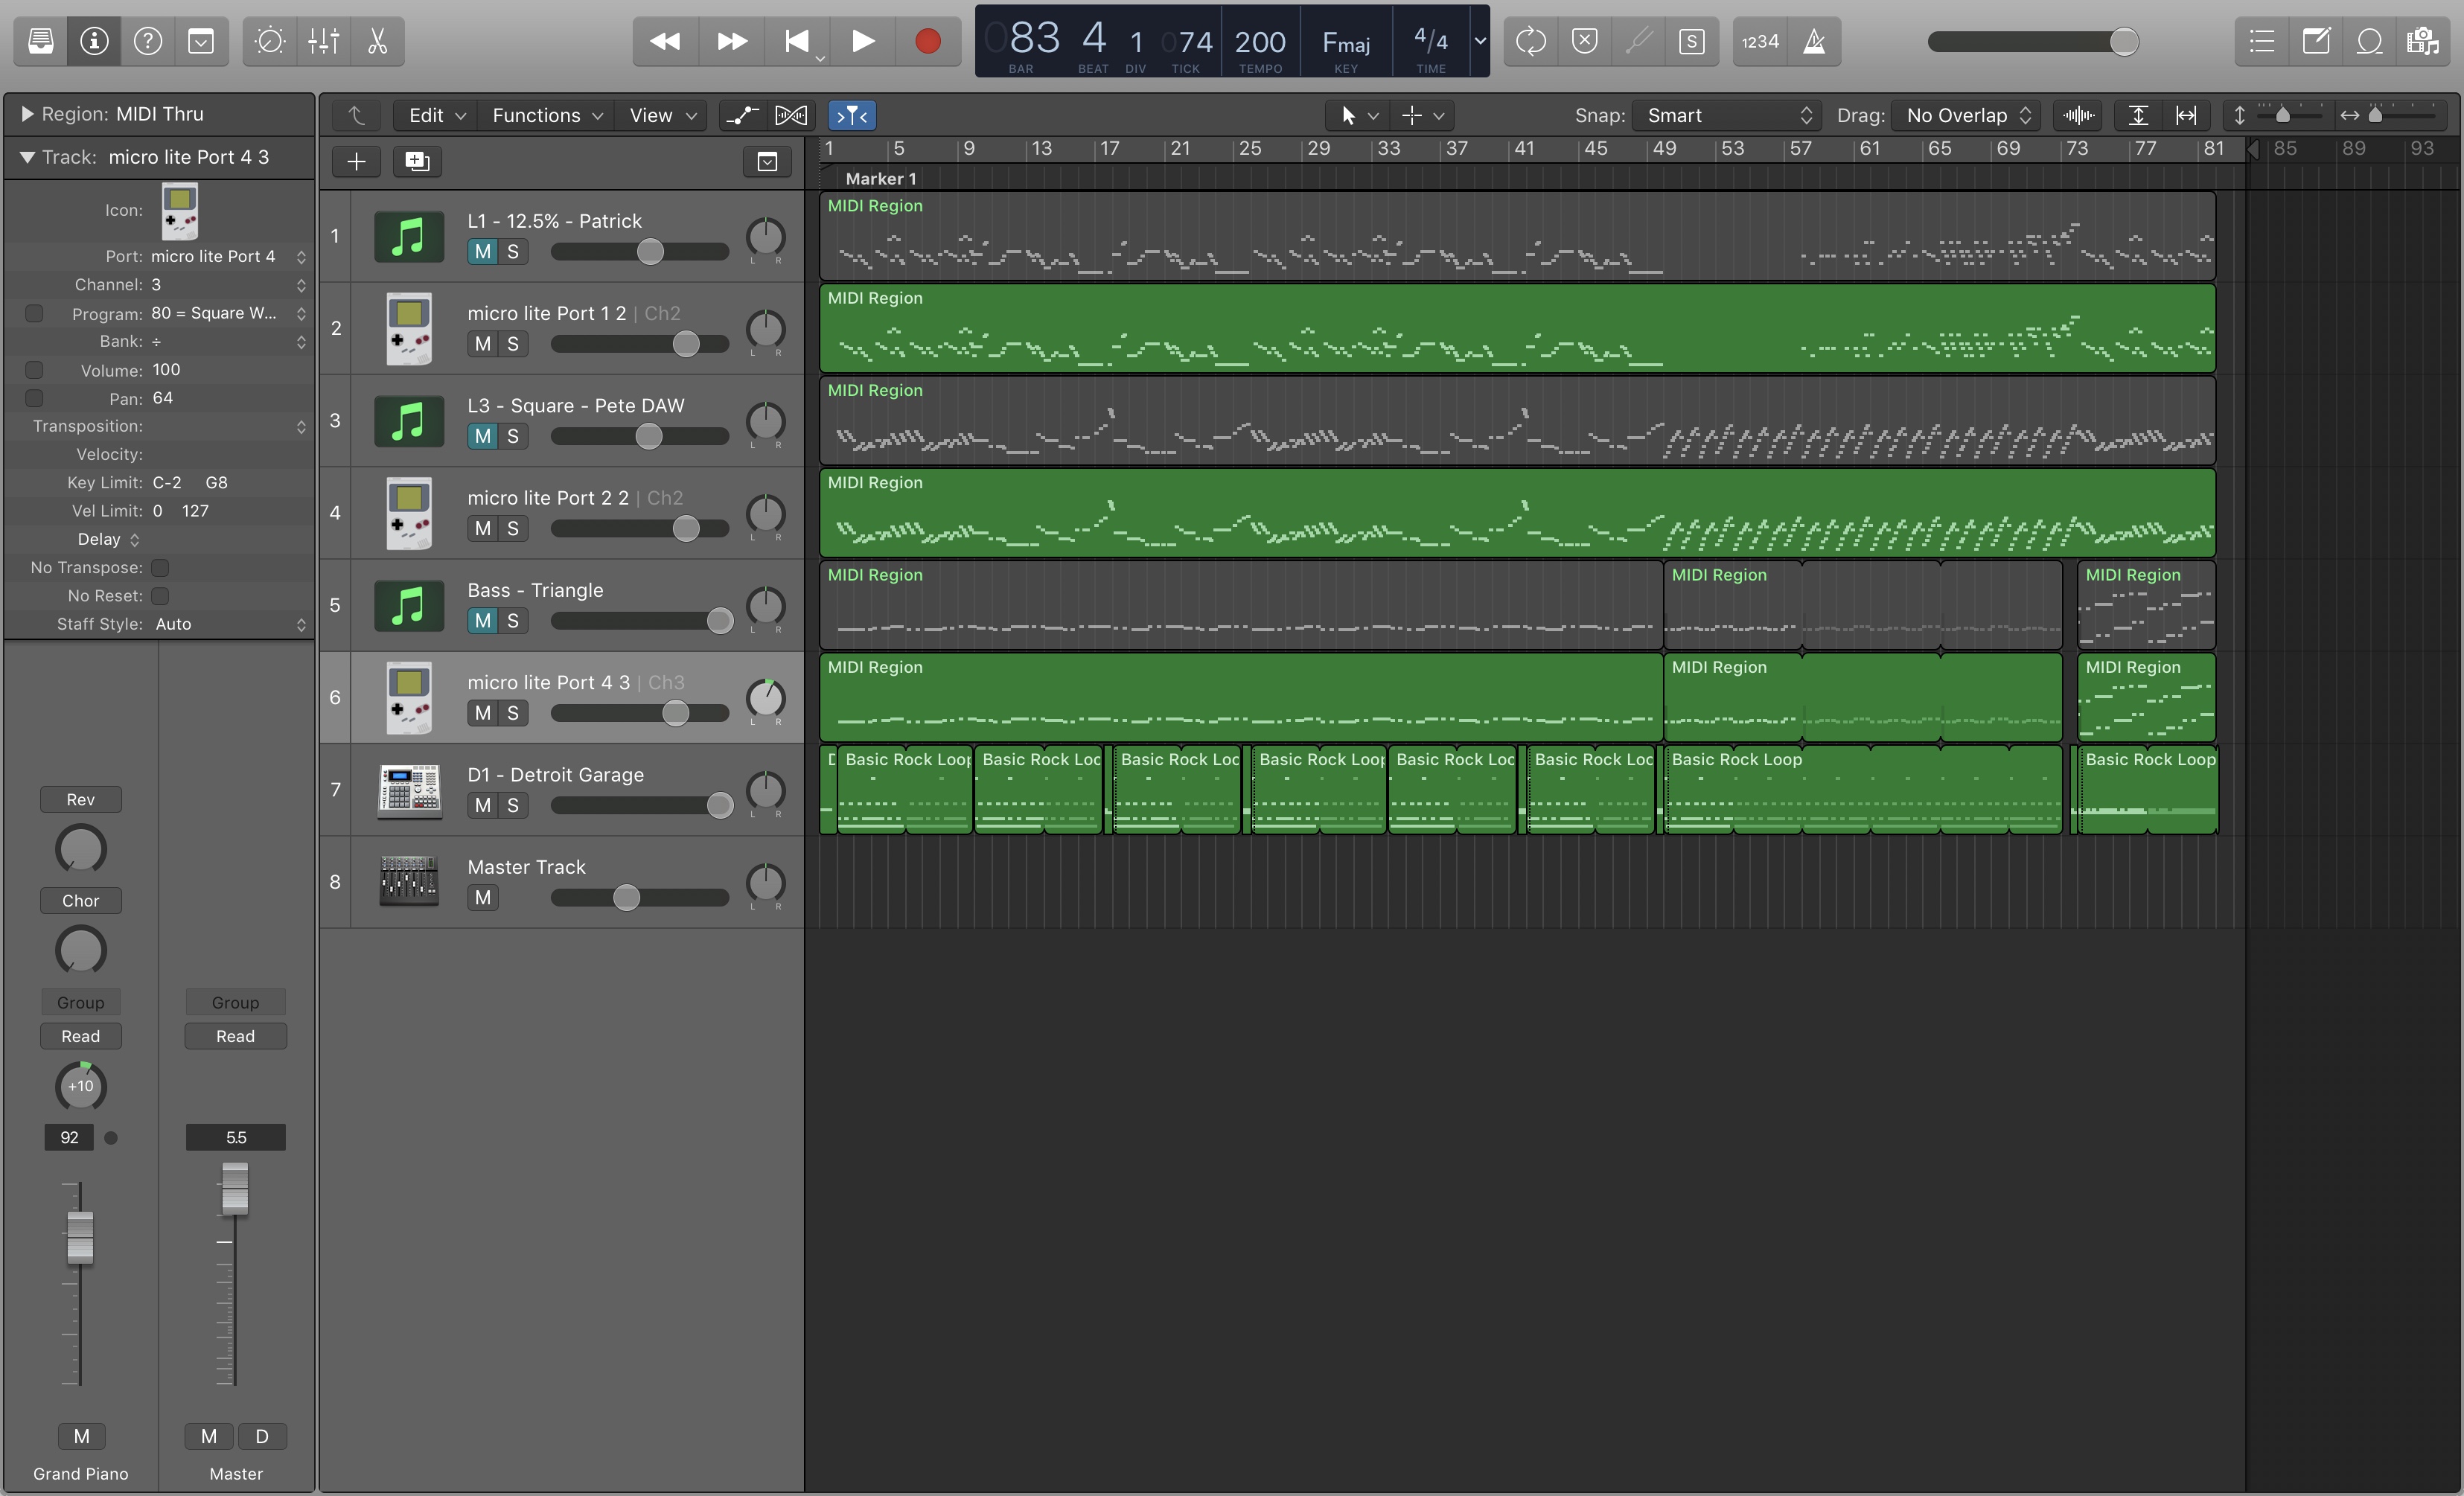 083 4 1 074 200 Fmaj 4/4
BAR BEAT DIV TICK TEMPO KEY TIME
S
1234
Region: MIDI Thru
Edit Functions View
Snap: Smart Drag: No Overlap
Track: micro lite Port 4 3
1 5 9 13 17 21 25 29 33 37 41 45 49 53 57 61 65 69 73 77 81 85 89 93
Marker 1
Icon:
Port: micro lite Port 4
Channel: 3
Program: 80 = Square W...
Bank: ÷
Volume: 100
Pan: 64
Transposition:
Velocity:
Key Limit: C-2 G8
Vel Limit: 0 127
Delay
No Transpose:
No Reset:
Staff Style: Auto
1 L1 - 12.5% - Patrick
M S L R
MIDI Region
2 micro lite Port 1 2 | Ch2
M S L R
MIDI Region
3 L3 - Square - Pete DAW
M S L R
MIDI Region
4 micro lite Port 2 2 | Ch2
M S L R
MIDI Region
5 Bass - Triangle
M S L R
MIDI Region MIDI Region MIDI Region
6 micro lite Port 4 3 | Ch3
M S L R
MIDI Region MIDI Region MIDI Region
7 D1 - Detroit Garage
M S L R
D Basic Rock Loop Basic Rock Loo Basic Rock Loo Basic Rock Loop Basic Rock Loo Basic Rock Loo Basic Rock Loop Basic Rock Loop
8 Master Track
M L R
Rev
Chor
Group Group
Read Read
+10
92 5.5
M M D
Grand Piano Master